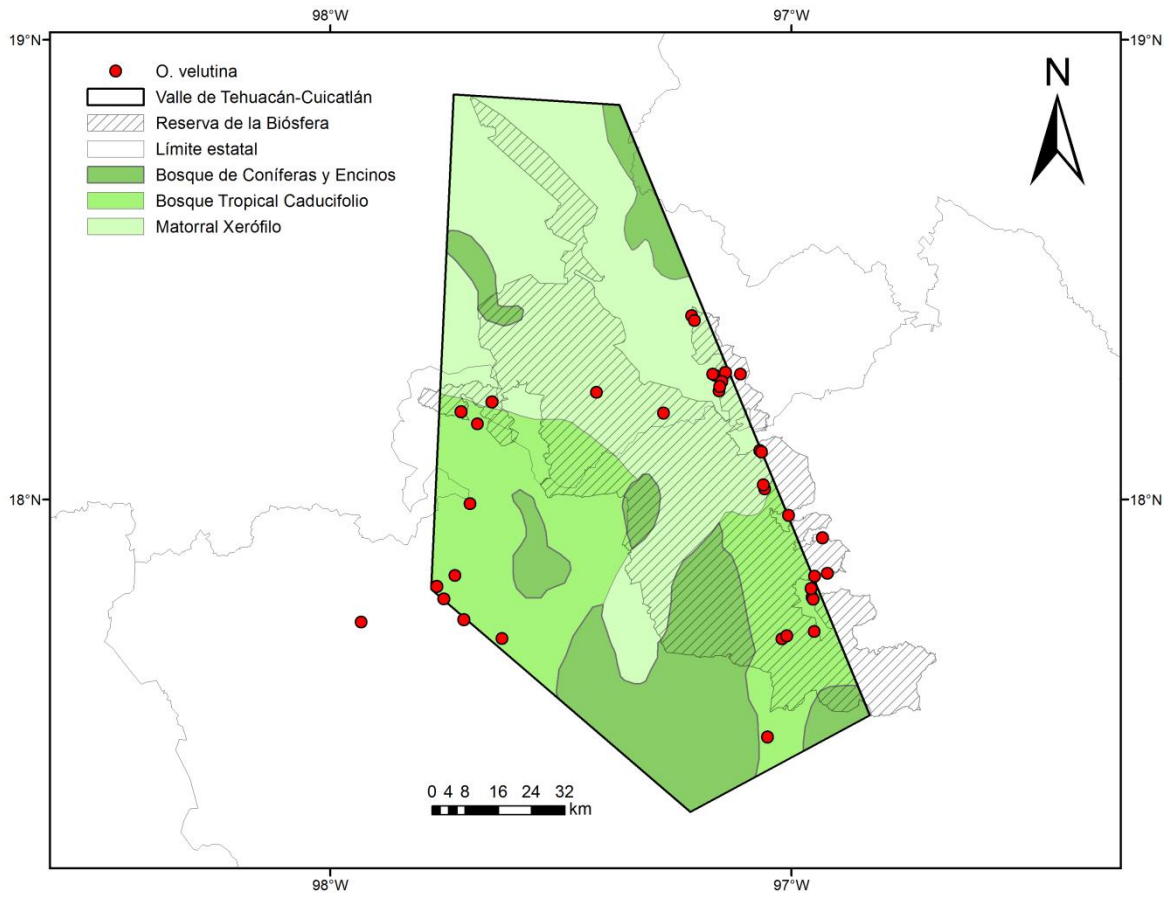 98°W 97°W
19°N 19°N
N
O. velutina
Valle de Tehuacán-Cuicatlán
Reserva de la Biósfera
Límite estatal
Bosque de Coníferas y Encinos
Bosque Tropical Caducifolio
Matorral Xerófilo
18°N 18°N
0 4 8 16 24 32
km
98°W 97°W